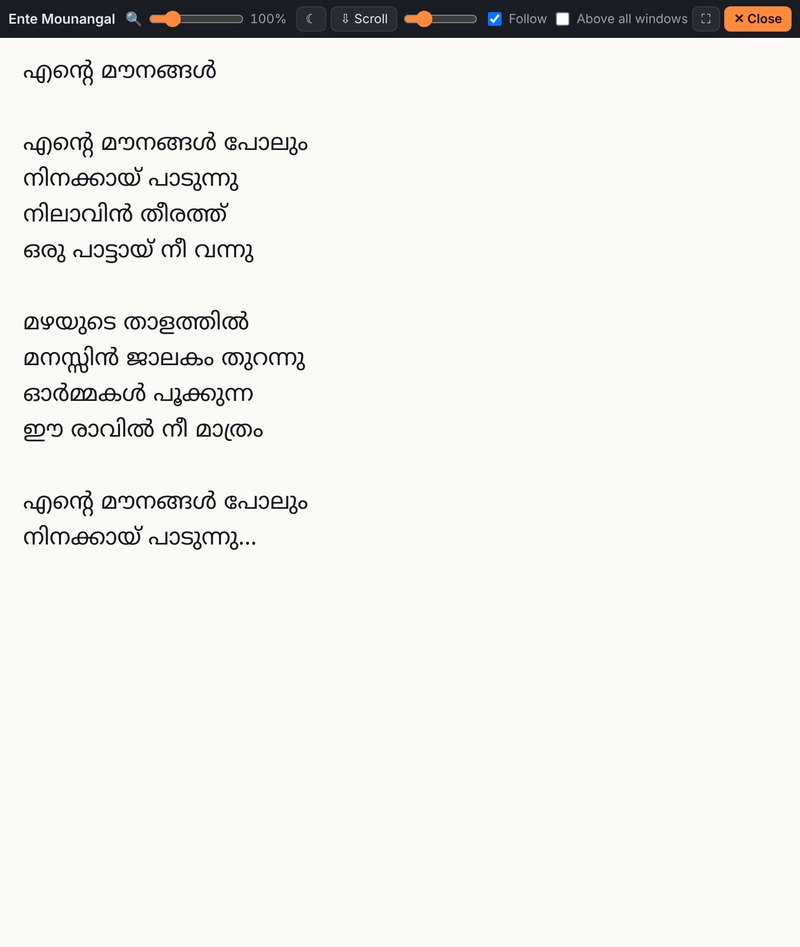 Ente Mounangal 🔍 100% ☾ ⇩ Scroll Follow Above all windows ⛶ ✕ Close
എന്റെ മൗനങ്ങൾ
എന്റെ മൗനങ്ങൾ പോലും
നിനക്കായ് പാടുന്നു
നിലാവിൻ തീരത്ത്
ഒരു പാട്ടായ് നീ വന്നു
മഴയുടെ താളത്തിൽ
മനസ്സിൻ ജാലകം തുറന്നു
ഓർമ്മകൾ പൂക്കുന്ന
ഈ രാവിൽ നീ മാത്രം
എന്റെ മൗനങ്ങൾ പോലും
നിനക്കായ് പാടുന്നു...